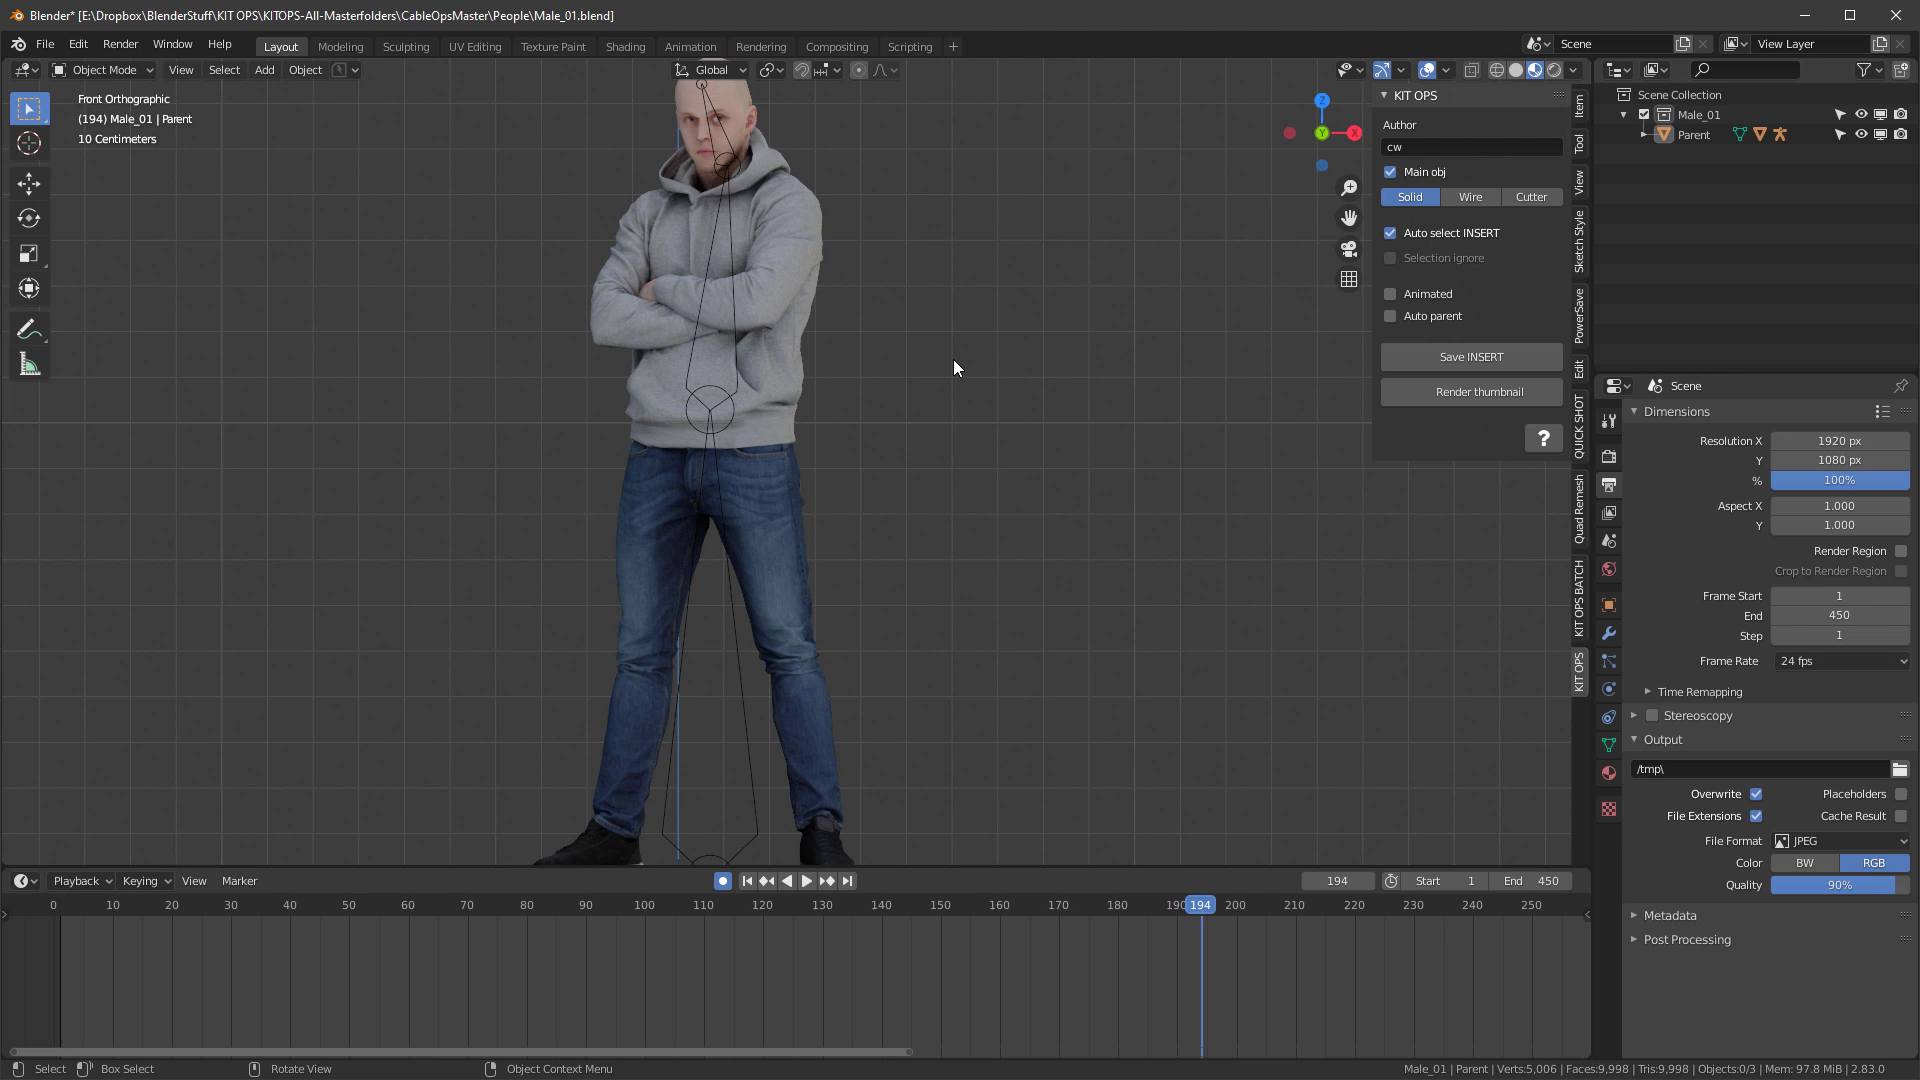 Blender* [E:\Dropbox\BlenderStuff\KIT OPS\KITOPS-All-Masterfolders\CableOpsMaster\People\Male_01.blend]
File Edit Render Window Help Layout Modeling Sculpting UV Editing Texture Paint Shading Animation Rendering Compositing Scripting + Scene View Layer
Object Mode View Select Add Object Global
Front Orthographic
(194) Male_01 | Parent
10 Centimeters
Z
Y
X
KIT OPS
Author
cw
Main obj
Solid Wire Cutter
Auto select INSERT
Selection ignore
Animated
Auto parent
Save INSERT
Render thumbnail
?
Item
Tool
View
Sketch Style
PowerSave
Edit
QUICK SHOT
Quad Remesh
KIT OPS BATCH
KIT OPS
Scene Collection
Male_01
Parent
Scene
Dimensions
Resolution X 1920 px
Y 1080 px
% 100%
Aspect X 1.000
Y 1.000
Render Region
Crop to Render Region
Frame Start 1
End 450
Step 1
Frame Rate 24 fps
Time Remapping
Stereoscopy
Output
/tmp\
Overwrite Placeholders
File Extensions Cache Result
File Format JPEG
Color BW RGB
Quality 90%
Metadata
Post Processing
Playback Keying View Marker 194 Start 1 End 450
0 10 20 30 40 50 60 70 80 90 100 110 120 130 140 150 160 170 180 190 194 200 210 220 230 240 250
Select Box Select Rotate View Object Context Menu Male_01 | Parent | Verts:5,006 | Faces:9,998 | Tris:9,998 | Objects:0/3 | Mem: 97.8 MiB | 2.83.0